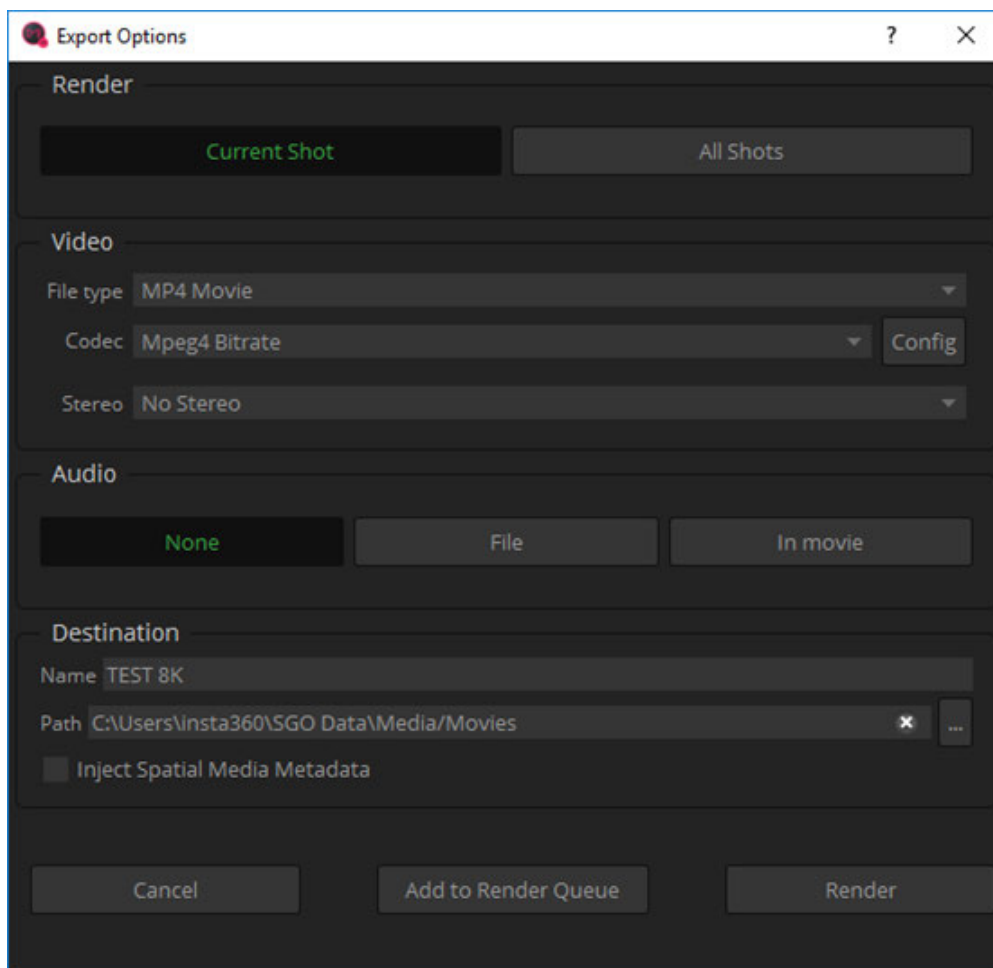 Export Options ?
Render
Current Shot All Shots
Video
File type MP4 Movie
Codec Mpeg4 Bitrate Config
Stereo No Stereo
Audio
None File In movie
Destination
Name TEST 8K
Path C:\Users\insta360\SGO Data\Media/Movies ...
Inject Spatial Media Metadata
Cancel Add to Render Queue Render